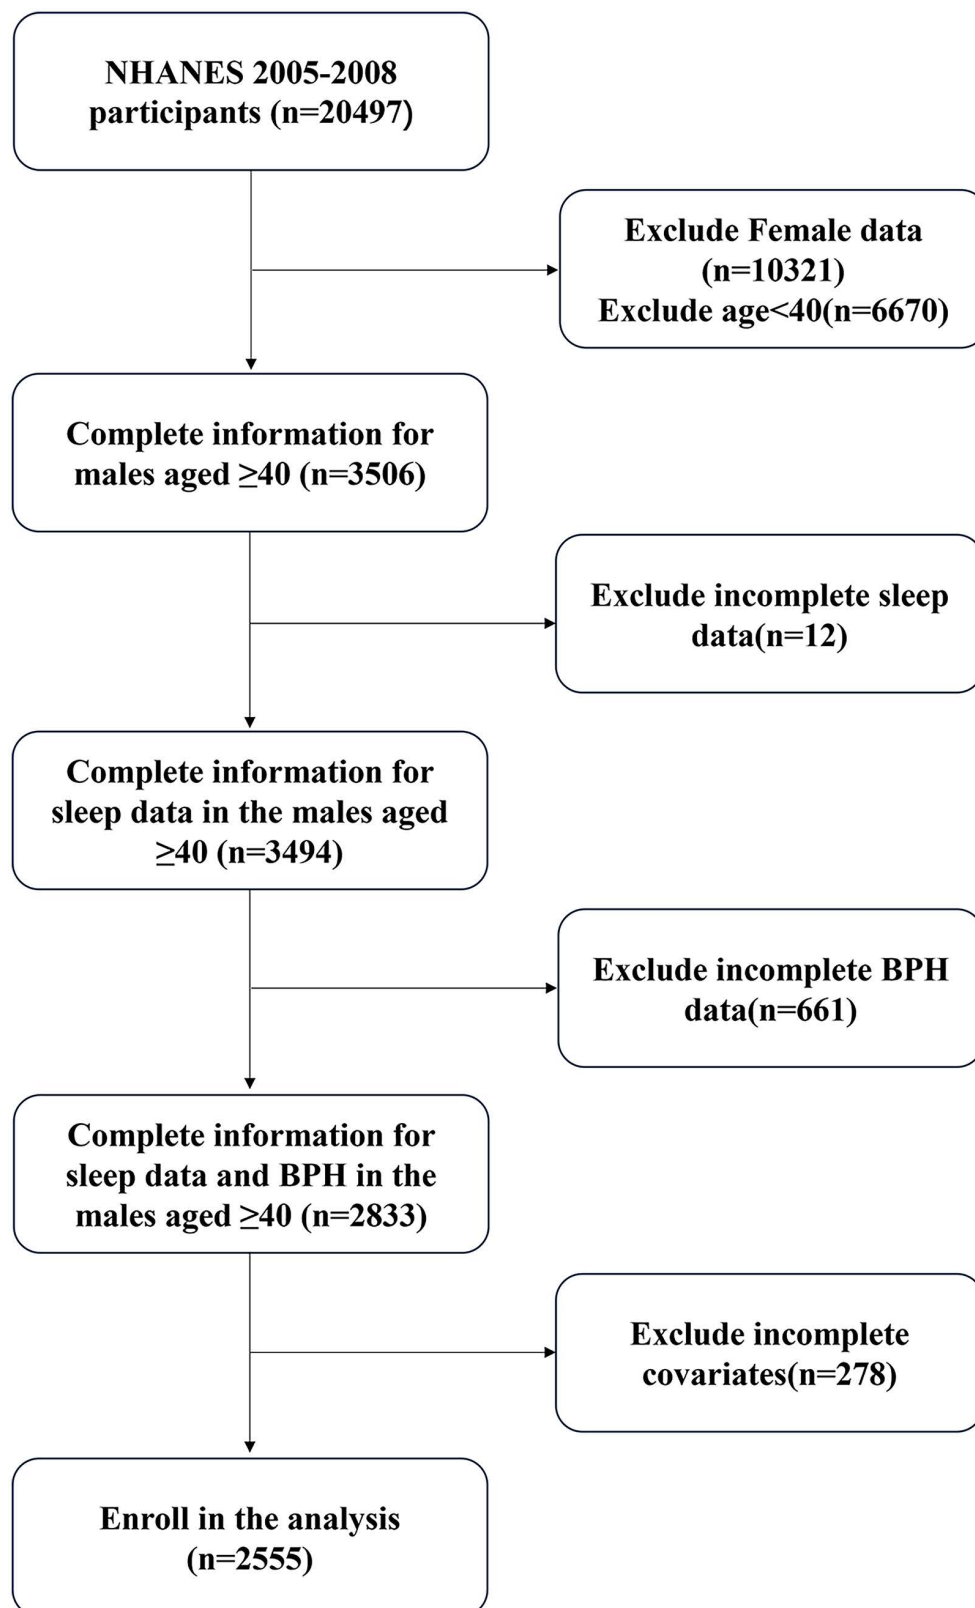 NHANES 2005-2008
participants (n=20497)
Exclude Female data
(n=10321)
Exclude age<40(n=6670)
Complete information for
males aged ≥40 (n=3506)
Exclude incomplete sleep
data(n=12)
Complete information for
sleep data in the males aged
≥40 (n=3494)
Exclude incomplete BPH
data(n=661)
Complete information for
sleep data and BPH in the
males aged ≥40 (n=2833)
Exclude incomplete
covariates(n=278)
Enroll in the analysis
(n=2555)